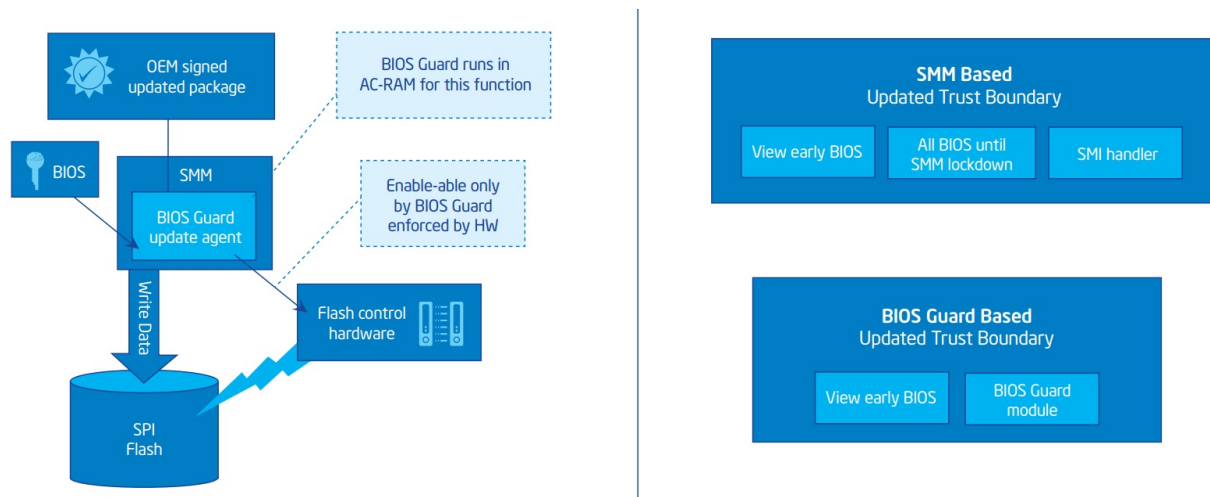 OEM signed
updated package
BIOS Guard runs in
AC-RAM for this function
BIOS
SMM
BIOS Guard
update agent
Enable-able only
by BIOS Guard
enforced by HW
Write Data
Flash control
hardware
SPI
Flash
SMM Based
Updated Trust Boundary
View early BIOS
All BIOS until
SMM lockdown
SMI handler
BIOS Guard Based
Updated Trust Boundary
View early BIOS
BIOS Guard
module